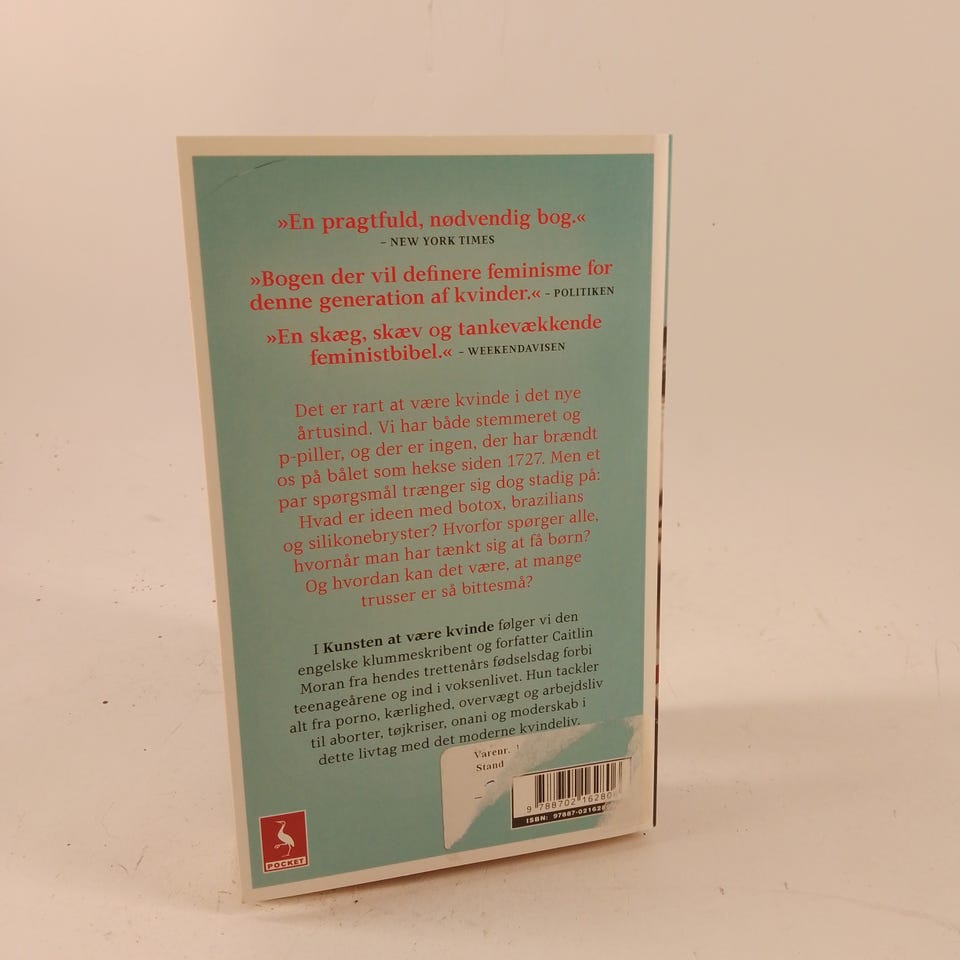 »En pragtfuld, nødvendig bog.«
– NEW YORK TIMES
»Bogen der vil definere feminisme for
denne generation af kvinder.« – POLITIKEN
»En skæg, skæv og tankevækkende
feministbibel.« – WEEKENDAVISEN
Det er rart at være kvinde i det nye
årtusind. Vi har både stemmeret og
p-piller, og der er ingen, der har brændt
os på bålet som hekse siden 1727. Men et
par spørgsmål trænger sig dog stadig på:
Hvad er ideen med botox, brazilians
og silikonebryster? Hvorfor spørger alle,
hvornår man har tænkt sig at få børn?
Og hvordan kan det være, at mange
trusser er så bittesmå?
I Kunsten at være kvinde følger vi den
engelske klummeskribent og forfatter Caitlin
Moran fra hendes trettenårs fødselsdag forbi
teenageårene og ind i voksenlivet. Hun tackler
alt fra porno, kærlighed, overvægt og arbejdsliv
til aborter, tøjkriser, onani og moderskab i
dette livtag med det moderne kvindeliv.
Varenr.
Stand
9 788702 16280
ISBN: 97887-02162
POCKET